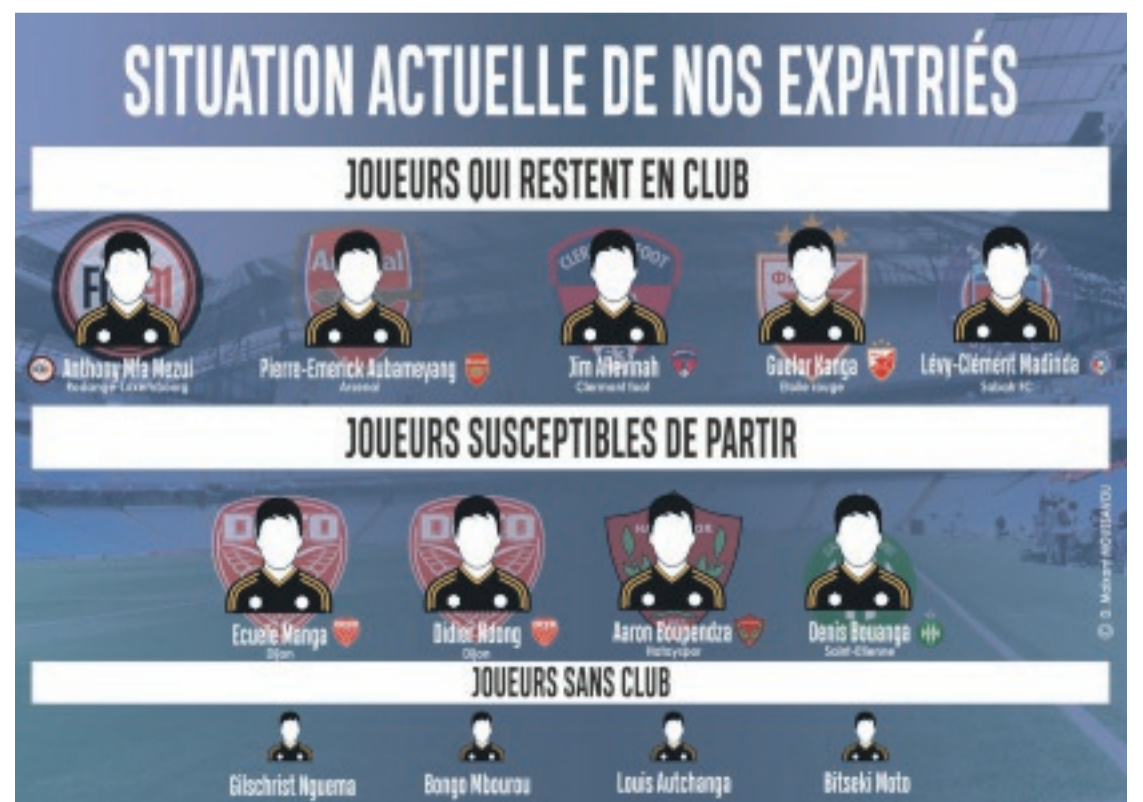 SITUATION ACTUELLE DE NOS EXPATRIÉS
JOUEURS QUI RESTENT EN CLUB
Anthony Mfa Mezui
Rodange-Luxembourg
Pierre-Emerick Aubameyang
Arsenal
Jim Allevinah
Clermont foot
Guelor Kanga
Etoile rouge
Lévy-Clément Madinda
Sabah FC
JOUEURS SUSCEPTIBLES DE PARTIR
Ecuele Manga
Dijon
Didier Ndong
Dijon
Aaron Boupendza
Hatayspor
Denis Bouanga
Saint-Etienne
JOUEURS SANS CLUB
Gilschrist Nguema
Bongo Mbourou
Louis Autchanga
Bitseki Moto